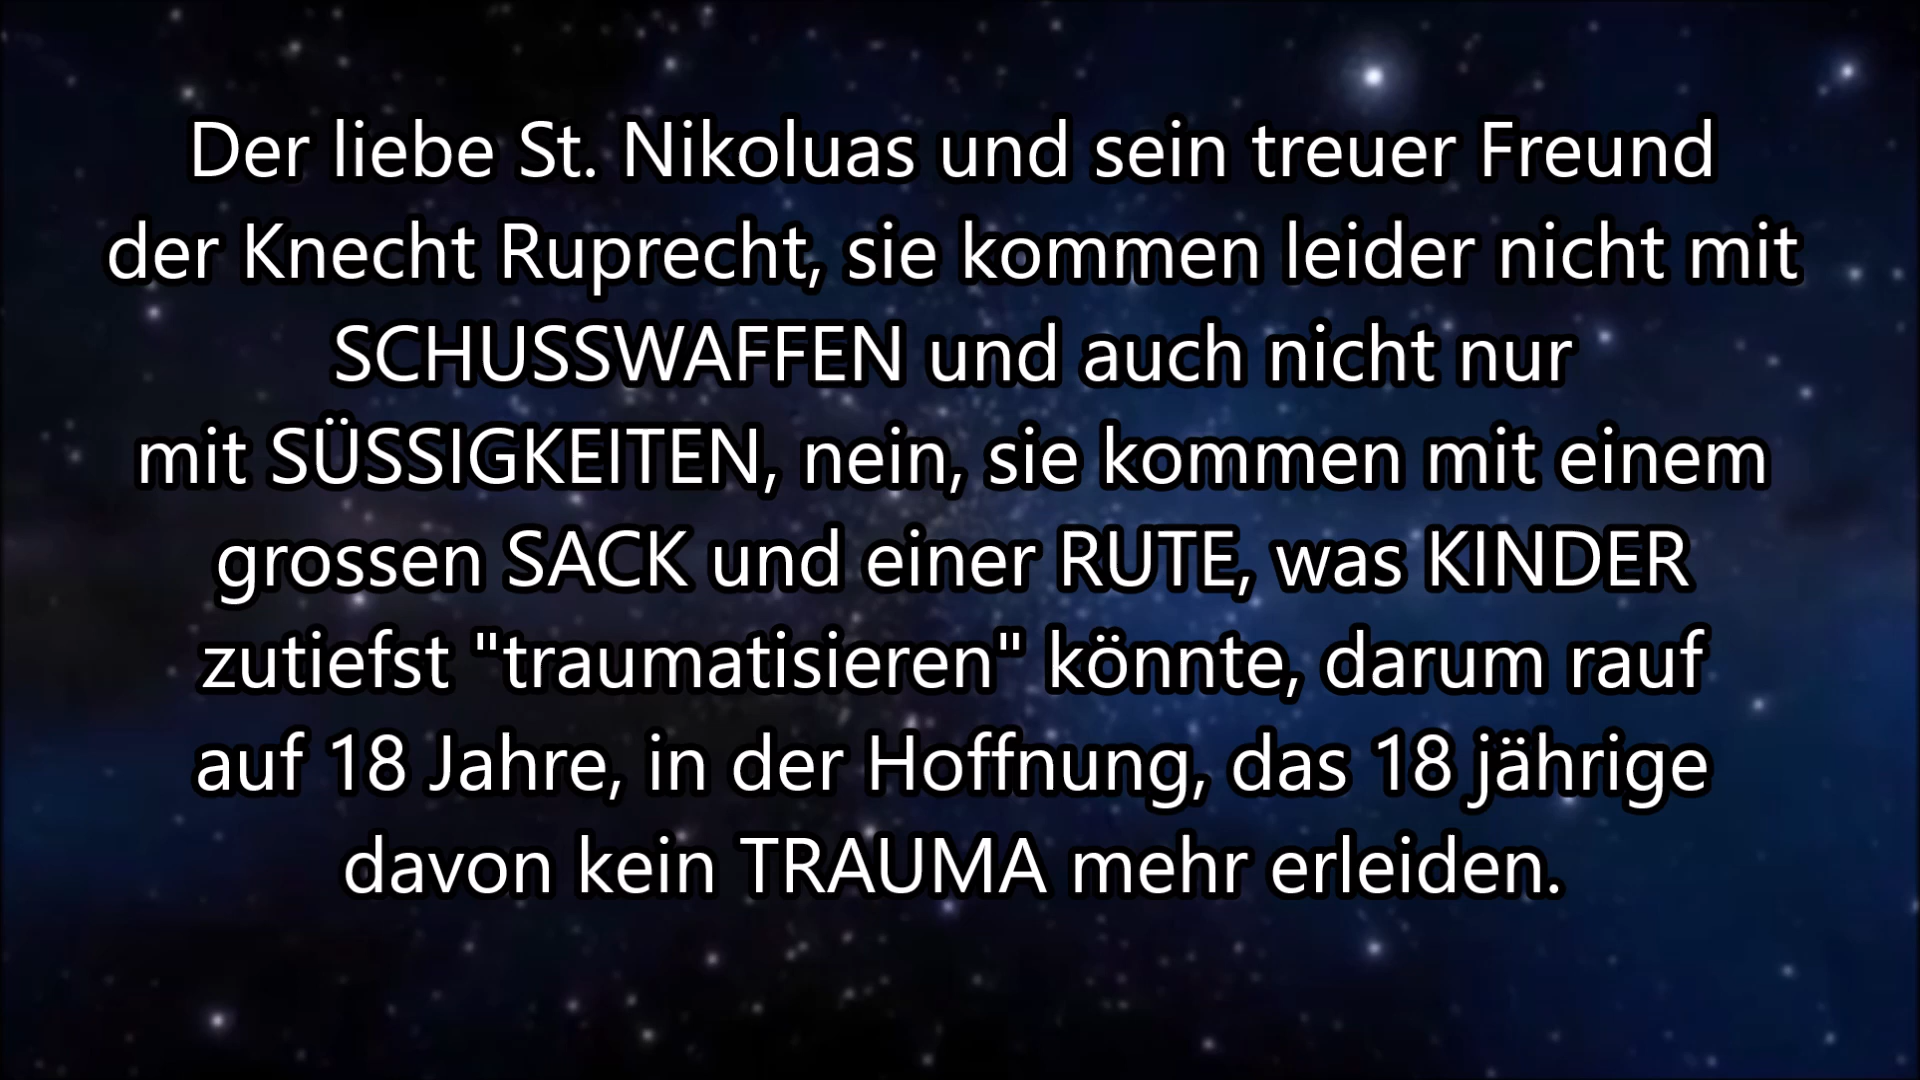 Der liebe St. Nikoluas und sein treuer Freund
der Knecht Ruprecht, sie kommen leider nicht mit
SCHUSSWAFFEN und auch nicht nur
mit SÜSSIGKEITEN, nein, sie kommen mit einem
grossen SACK und einer RUTE, was KINDER
zutiefst "traumatisieren" könnte, darum rauf
auf 18 Jahre, in der Hoffnung, das 18 jährige
davon kein TRAUMA mehr erleiden.